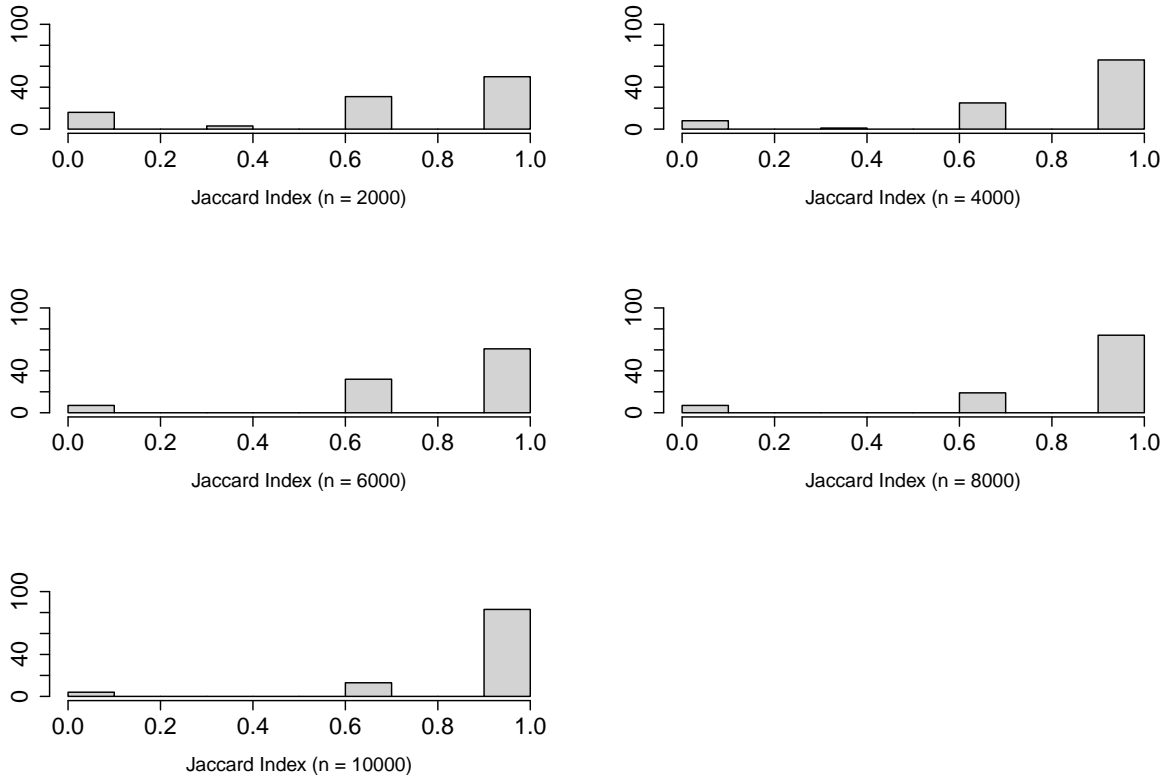 0 40 100
0.0 0.2 0.4 0.6 0.8 1.0
Jaccard Index (n = 2000)
0 40 100
0.0 0.2 0.4 0.6 0.8 1.0
Jaccard Index (n = 4000)
0 40 100
0.0 0.2 0.4 0.6 0.8 1.0
Jaccard Index (n = 6000)
0 40 100
0.0 0.2 0.4 0.6 0.8 1.0
Jaccard Index (n = 8000)
0 40 100
0.0 0.2 0.4 0.6 0.8 1.0
Jaccard Index (n = 10000)